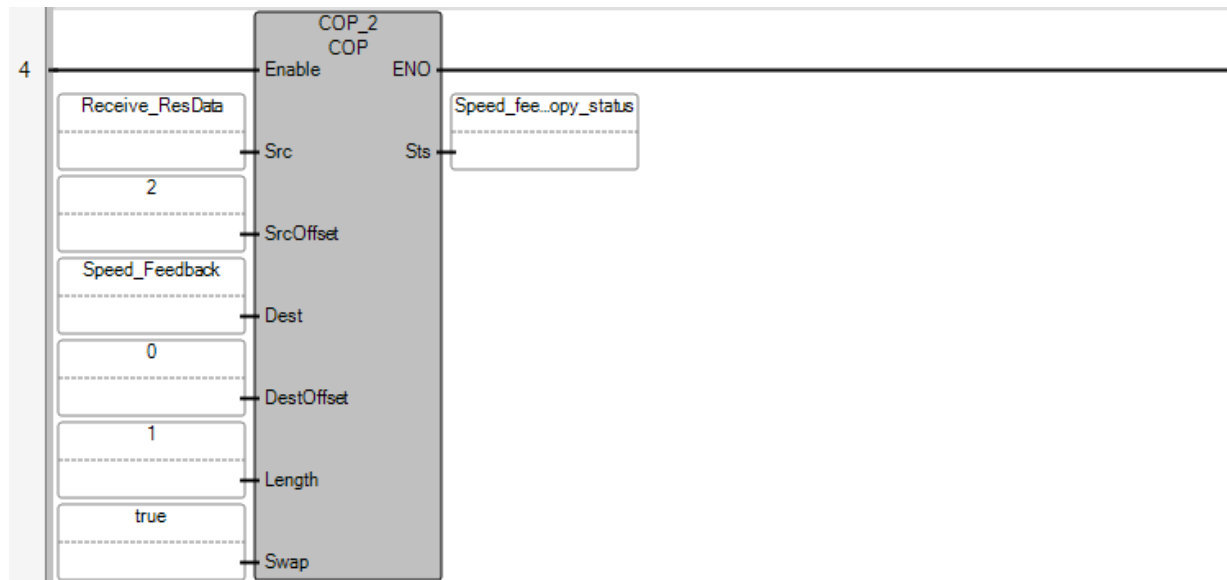 COP_2
COP
4
Enable
ENO
Receive_ResData
Speed_fee...opy_status
Src
Sts
2
SrcOffset
Speed_Feedback
Dest
0
DestOffset
1
Length
true
Swap